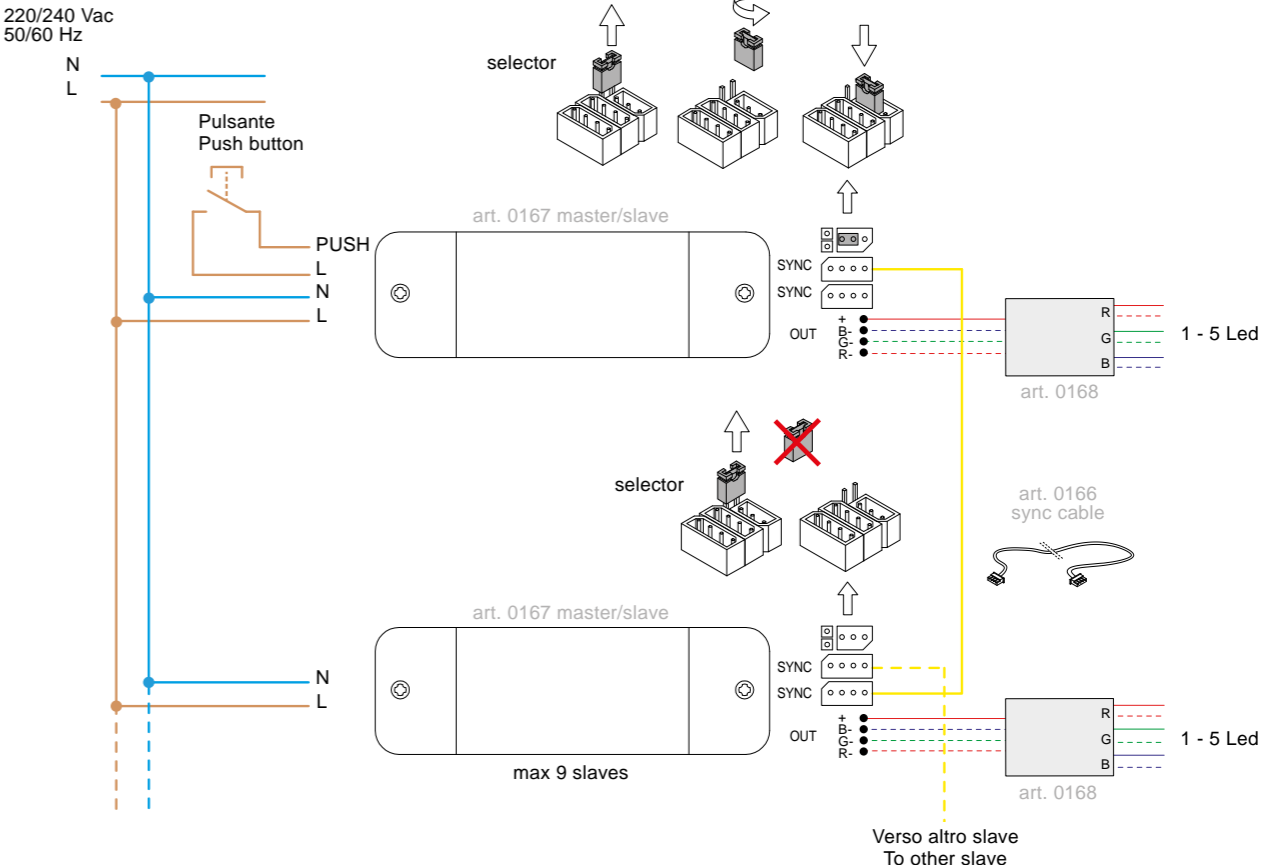 220/240 Vac
50/60 Hz
N
L
selector
Pulsante
Push button
art. 0167 master/slave
PUSH
L
N
L
SYNC
SYNC
OUT
+
B-
G-
R-
R
G
B
1 - 5 Led
art. 0168
selector
art. 0166
sync cable
art. 0167 master/slave
N
L
SYNC
SYNC
OUT
+
B-
G-
R-
R
G
B
1 - 5 Led
art. 0168
max 9 slaves
Verso altro slave
To other slave